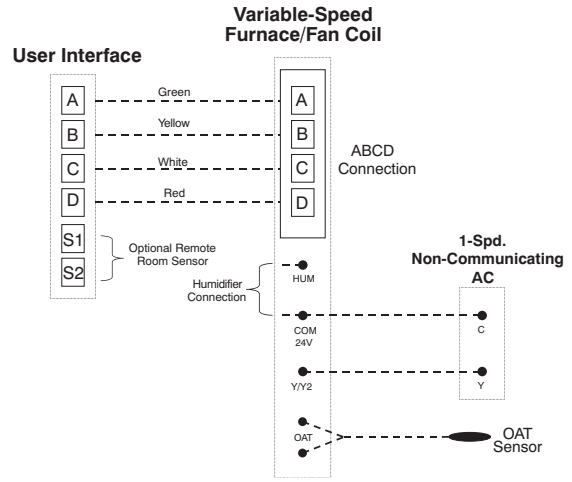 Variable-Speed
Furnace/Fan Coil
User Interface
A
Green
A
B
Yellow
B
C
White
C
D
Red
D
ABCD
Connection
S1
S2
Optional Remote
Room Sensor
1-Spd.
Non-Communicating
AC
HUM
Humidifier
Connection
COM
24V
C
Y/Y2
Y
OAT
OAT
Sensor